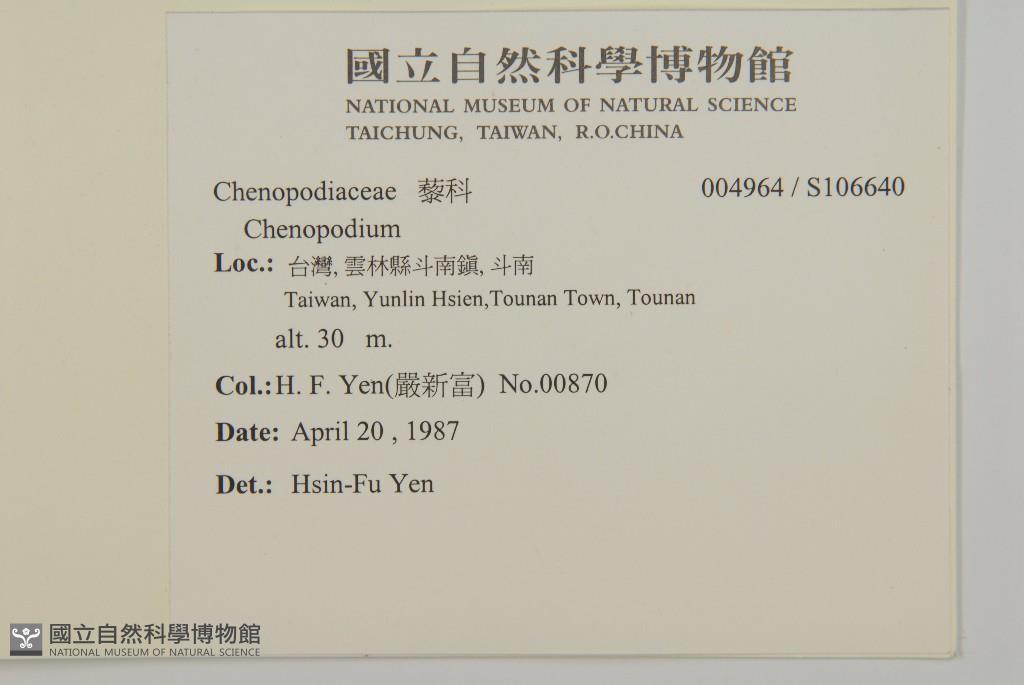 國立自然科學博物館
NATIONAL MUSEUM OF NATURAL SCIENCE
TAICHUNG, TAIWAN, R.O.CHINA
Chenopodiaceae 藜科 004964 / S106640
Chenopodium
Loc.: 台灣, 雲林縣斗南鎮, 斗南
Taiwan, Yunlin Hsien,Tounan Town, Tounan
alt. 30 m.
Col.: H. F. Yen(嚴新富) No.00870
Date: April 20 , 1987
Det.: Hsin-Fu Yen
國立自然科學博物館
NATIONAL MUSEUM OF NATURAL SCIENCE